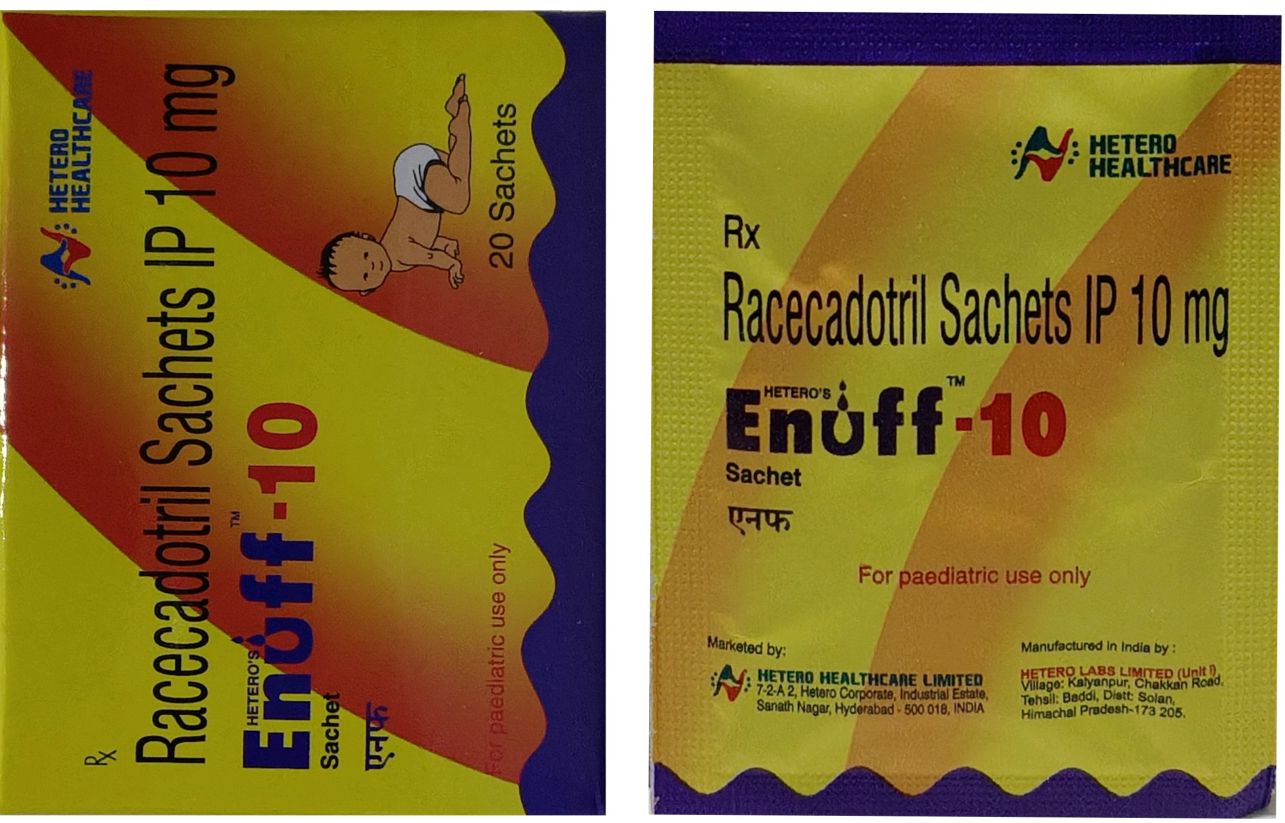 HETERO
HEALTHCARE
Rx
Racecadotril Sachets IP 10 mg
HETERO'S
Enuff™-10
Sachet
एनफ
20 Sachets
For paediatric use only
HETERO
HEALTHCARE
Rx
Racecadotril Sachets IP 10 mg
HETERO'S
Enuff™-10
Sachet
एनफ
For paediatric use only
Marketed by:
HETERO HEALTHCARE LIMITED
7-2-A 2, Hetero Corporate, Industrial Estate,
Sanath Nagar, Hyderabad - 500 018, INDIA
Manufactured in India by :
HETERO LABS LIMITED (Unit I),
Village: Kalyanpur, Chakkan Road,
Tehsil: Baddi, Distt: Solan,
Himachal Pradesh-173 205.